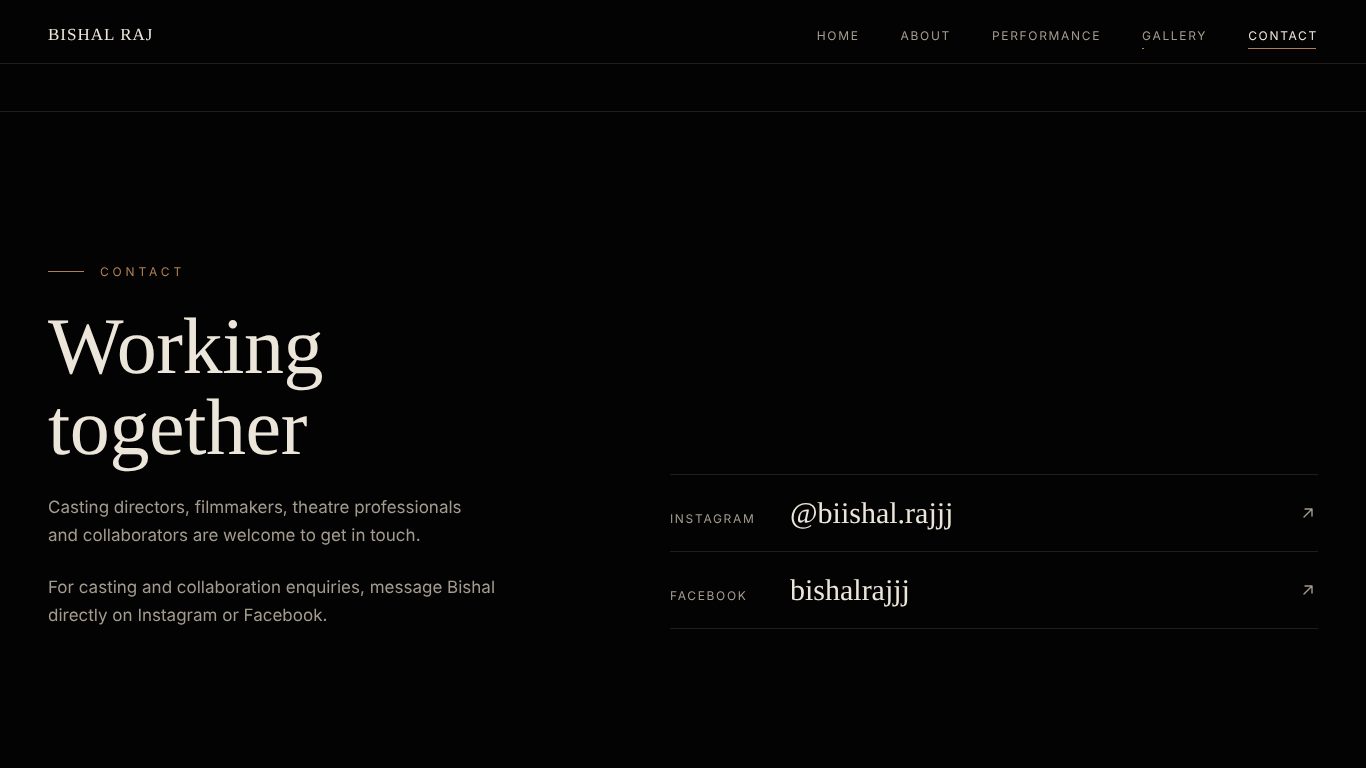 BISHAL RAJ
HOME ABOUT PERFORMANCE GALLERY CONTACT
CONTACT
Working
together
Casting directors, filmmakers, theatre professionals
and collaborators are welcome to get in touch.
For casting and collaboration enquiries, message Bishal
directly on Instagram or Facebook.
INSTAGRAM @biishal.rajjj
FACEBOOK bishalrajjj